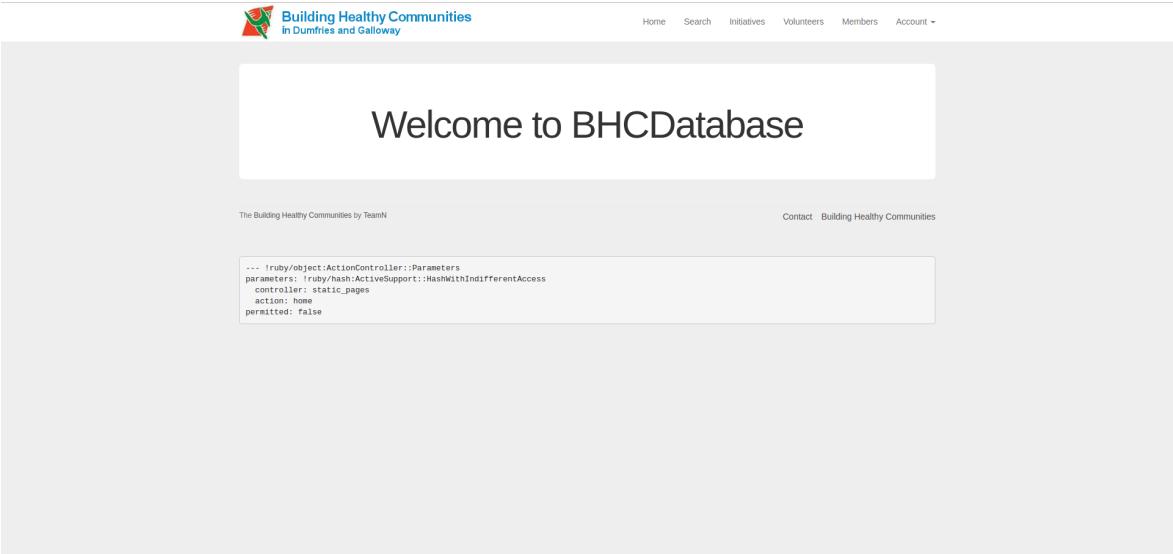 Building Healthy Communities
in Dumfries and Galloway
Home Search Initiatives Volunteers Members Account
Welcome to BHCDatabase
The Building Healthy Communities by TeamN
Contact Building Healthy Communities
--- !ruby/object:ActionController::Parameters
parameters: !ruby/hash:ActiveSupport::HashWithIndifferentAccess
  controller: static_pages
  action: home
permitted: false